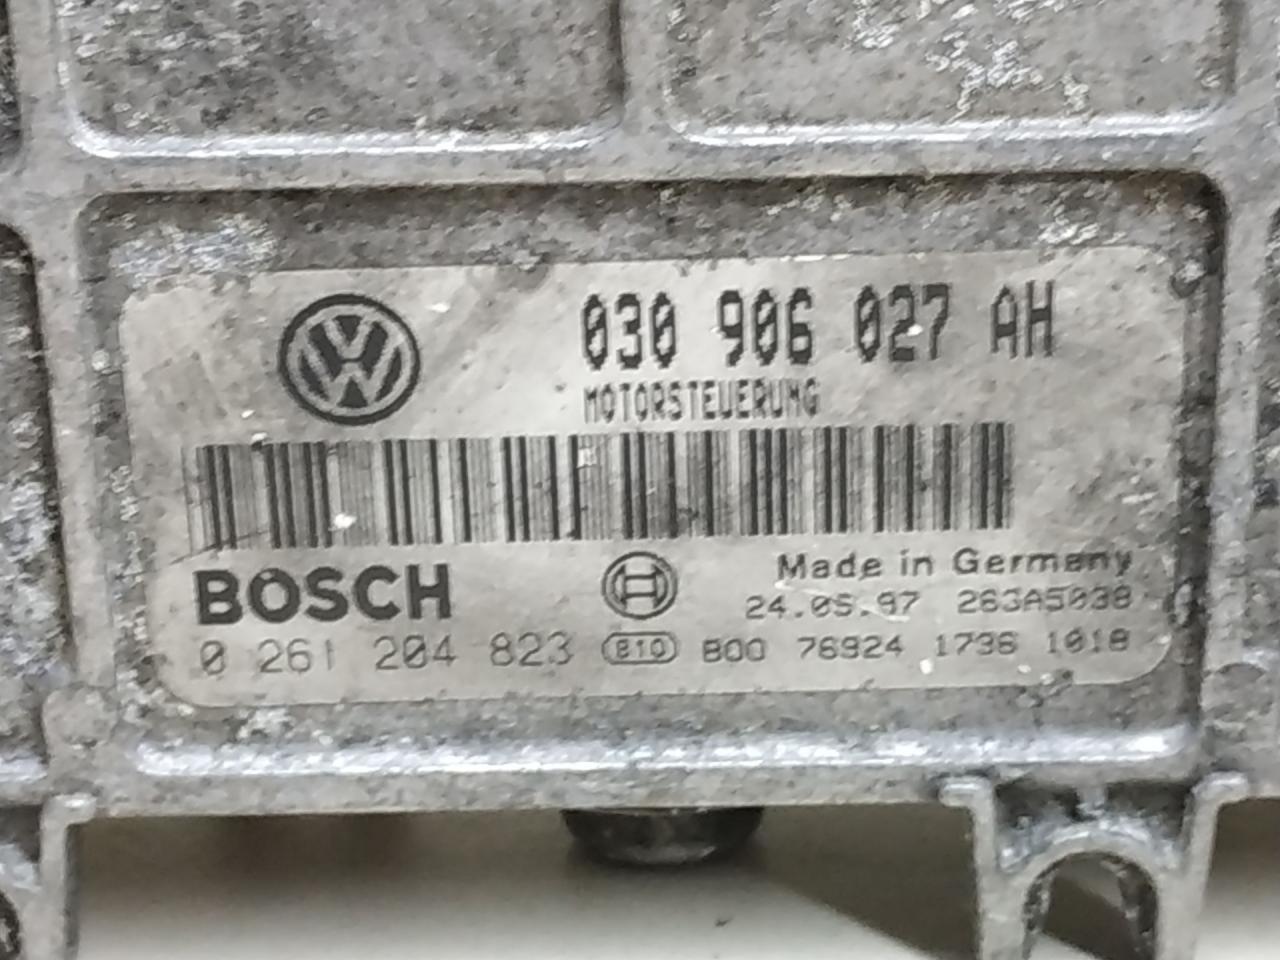 030 906 027 AH
MOTORSTEUERUNG
BOSCH
Made in Germany
24.05.97 263A5038
0 261 204 823 B10 B00 76924 1736 1018